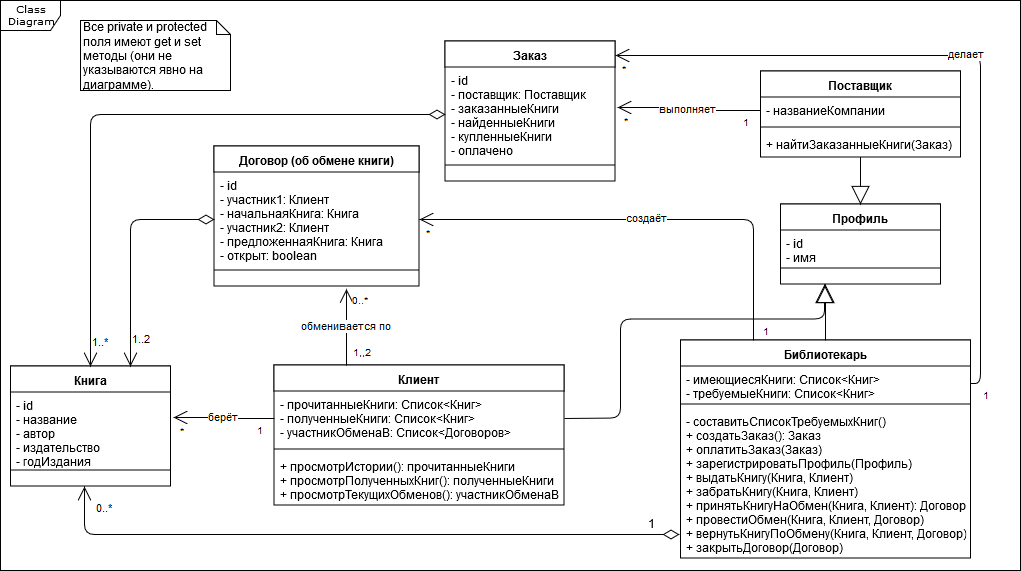 Class
Diagram
Все private и protected
поля имеют get и set
методы (они не
указываются явно на
диаграмме).
Заказ
- id
- поставщик: Поставщик
- заказанныеКниги
- найденныеКниги
- купленныеКниги
- оплачено
*
делает
Поставщик
- названиеКомпании
+ найтиЗаказанныеКниги(Заказ)
выполняет
*
1
Договор (об обмене книги)
- id
- участник1: Клиент
- начальнаяКнига: Книга
- участник2: Клиент
- предложеннаяКнига: Книга
- открыт: boolean
создаёт
*
1
Профиль
- id
- имя
0..*
обменивается по
1,,2
1..*
1..2
Книга
- id
- название
- автор
- издательство
- годИздания
берёт
*
1
Клиент
- прочитанныеКниги: Список<Книг>
- полученныеКниги: Список<Книг>
- участникОбменаВ: Список<Договоров>
+ просмотрИстории(): прочитанныеКниги
+ просмотрПолученныхКниг(): полученныеКниги
+ просмотрТекущихОбменов(): участникОбменаВ
Библиотекарь
- имеющиесяКниги: Список<Книг>
- требуемыеКниги: Список<Книг>
1
- составитьСписокТребуемыхКниг()
+ создатьЗаказ(): Заказ
+ оплатитьЗаказ(Заказ)
+ зарегистрироватьПрофиль(Профиль)
+ выдатьКнигу(Книга, Клиент)
+ забратьКнигу(Книга, Клиент)
+ принятьКнигуНаОбмен(Книга, Клиент): Договор
+ провестиОбмен(Книга, Клиент, Договор)
+ вернутьКнигуПоОбмену(Книга, Клиент, Договор)
+ закрытьДоговор(Договор)
0..*
1